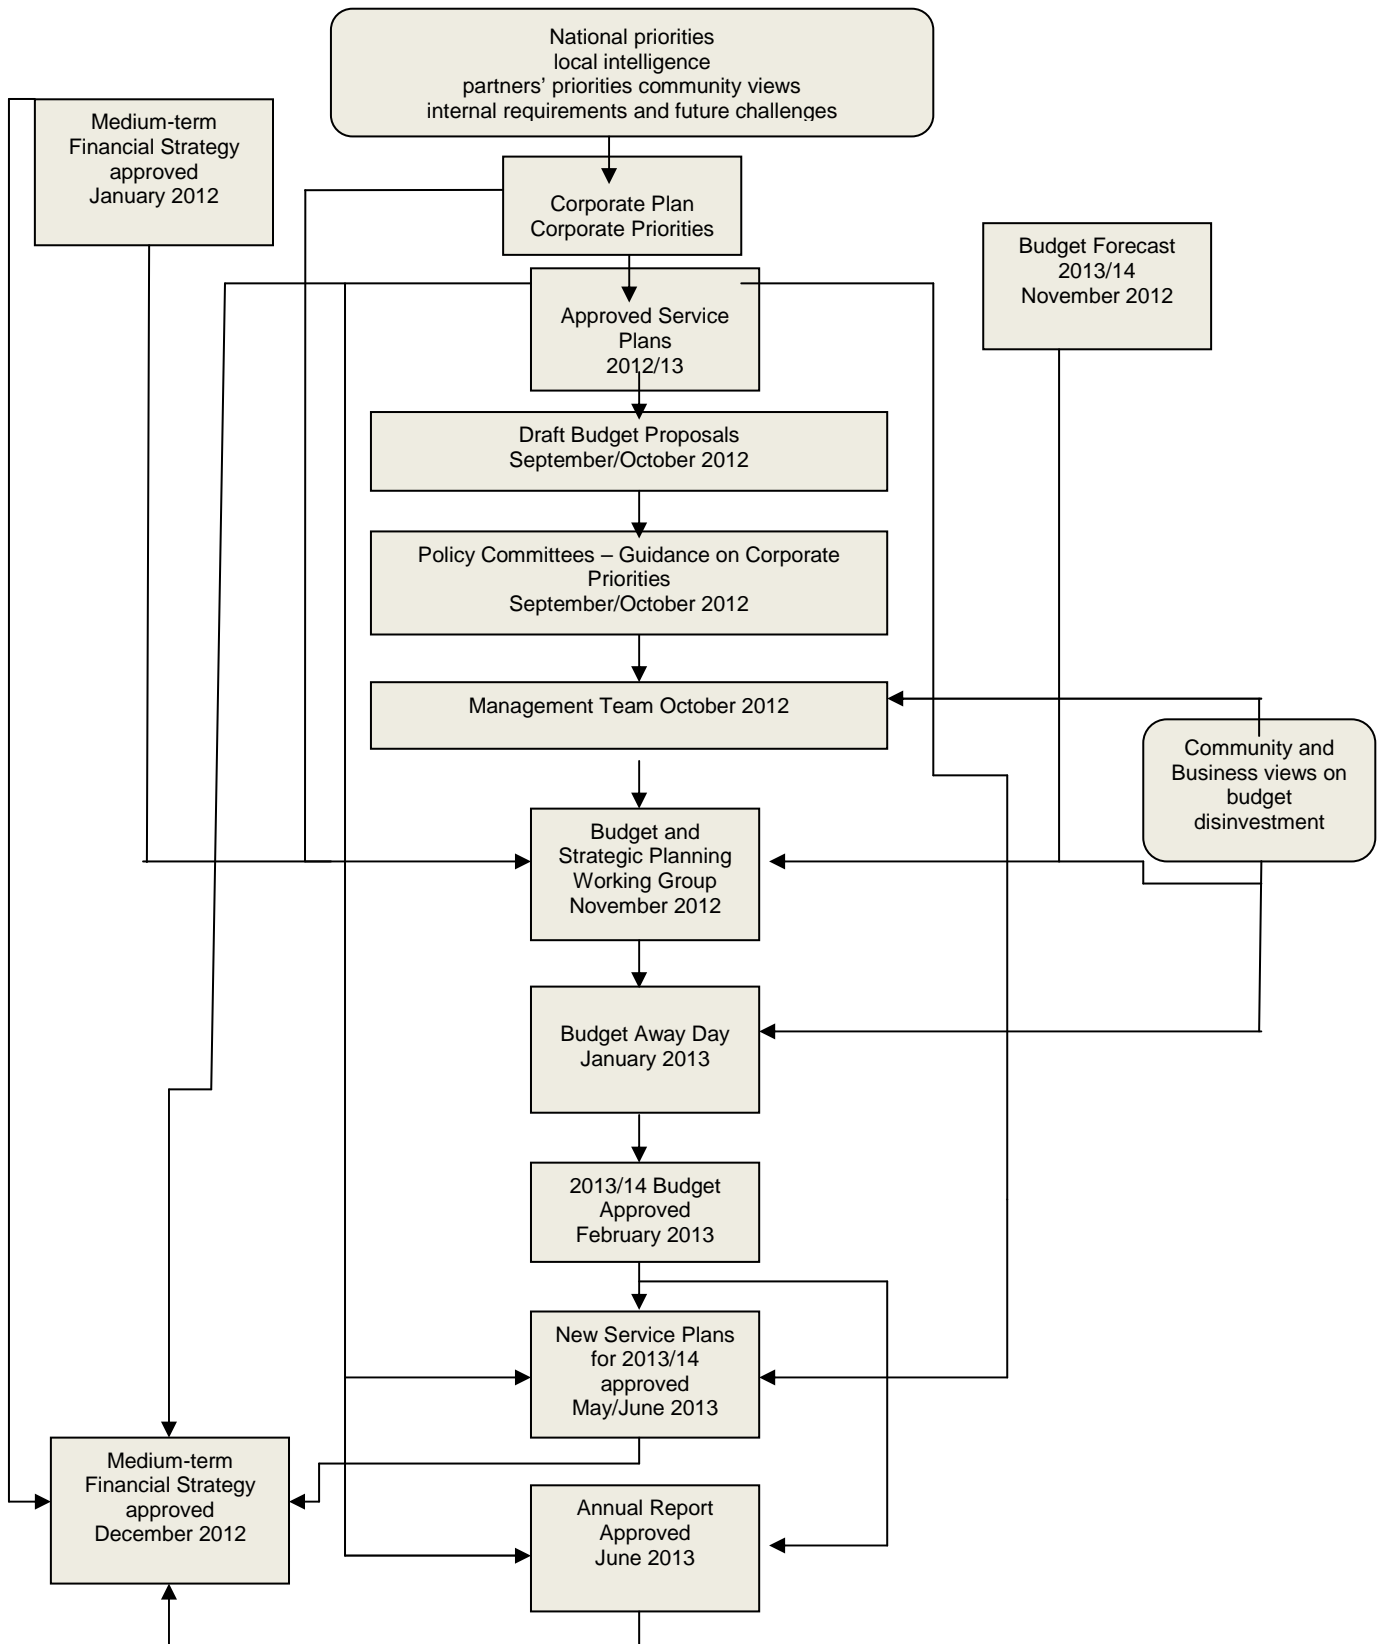 National priorities
local intelligence
partners’ priorities community views
internal requirements and future challenges
Medium-term
Financial Strategy
approved
January 2012
Corporate Plan
Corporate Priorities
Budget Forecast
2013/14
November 2012
Approved Service
Plans
2012/13
Draft Budget Proposals
September/October 2012
Policy Committees – Guidance on Corporate
Priorities
September/October 2012
Management Team October 2012
Community and
Business views on
budget
disinvestment
Budget and
Strategic Planning
Working Group
November 2012
Budget Away Day
January 2013
2013/14 Budget
Approved
February 2013
New Service Plans
for 2013/14
approved
May/June 2013
Medium-term
Financial Strategy
approved
December 2012
Annual Report
Approved
June 2013